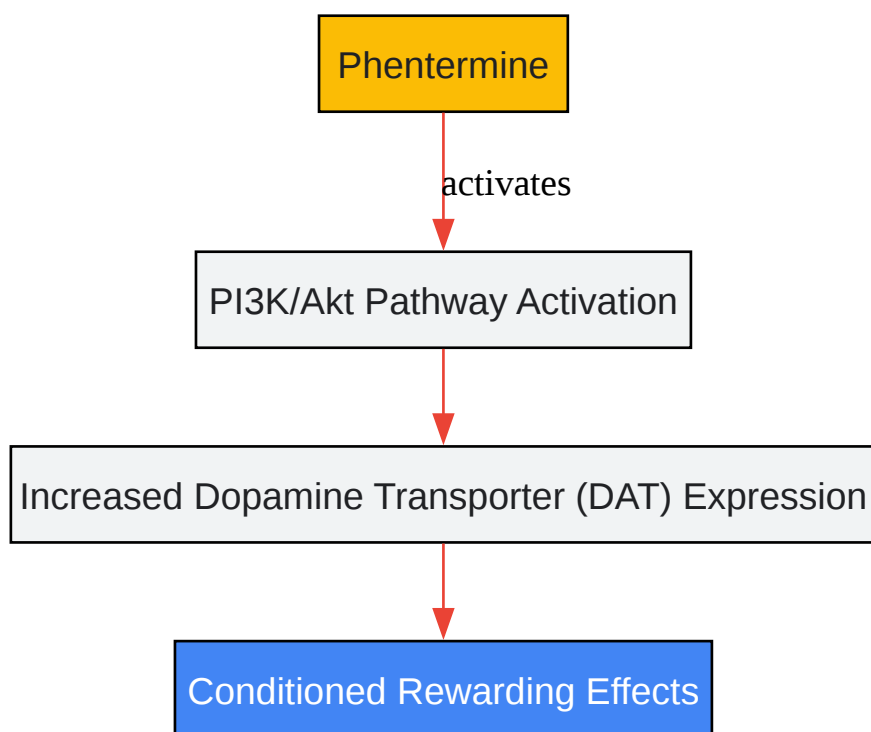 Phentermine
activates
PI3K/Akt Pathway Activation
Increased Dopamine Transporter (DAT) Expression
Conditioned Rewarding Effects